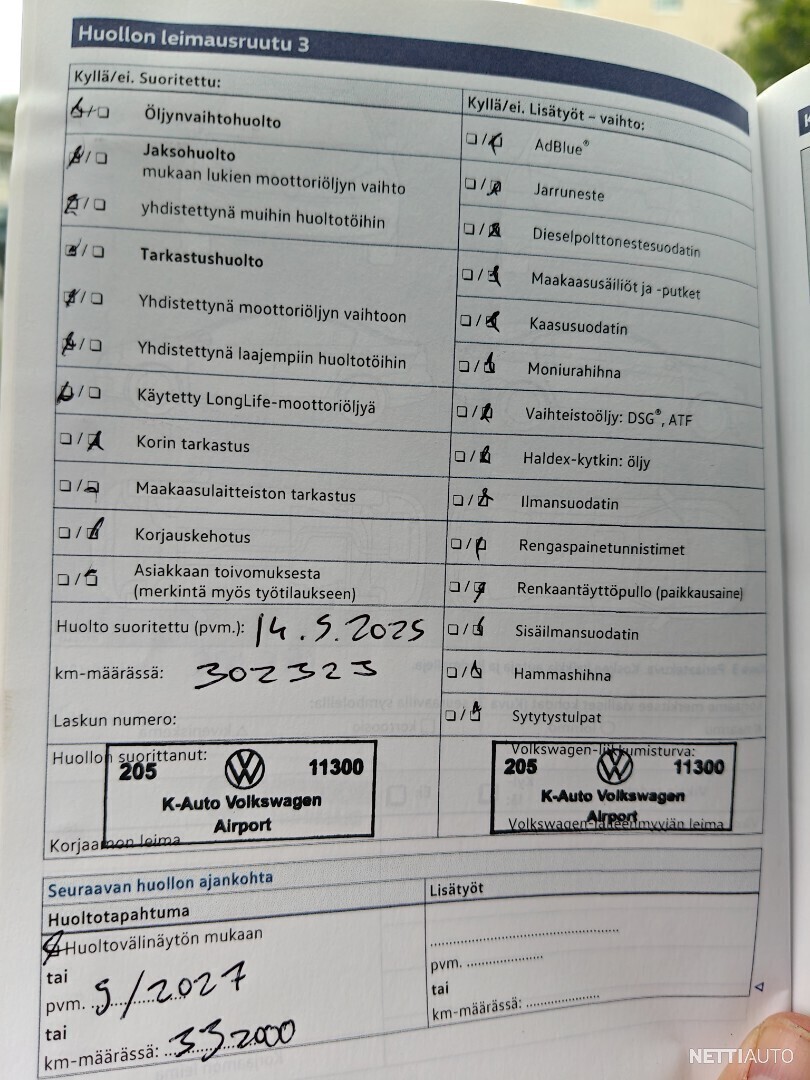 Huollon leimausruutu 3
Kyllä/ei. Suoritettu:
Öljynvaihtohuolto
Jaksohuolto
mukaan lukien moottoriöljyn vaihto
yhdistettynä muihin huoltotöihin
Tarkastushuolto
Yhdistettynä moottoriöljyn vaihtoon
Yhdistettynä laajempiin huoltotöihin
Käytetty LongLife-moottoriöljyä
Korin tarkastus
Maakaasulaitteiston tarkastus
Korjauskehotus
Asiakkaan toivomuksesta
(merkintä myös työtilaukseen)
Kyllä/ei. Lisätyöt – vaihto:
AdBlue®
Jarruneste
Dieselpolttonestesuodatin
Maakaasusäiliöt ja -putket
Kaasusuodatin
Moniurahihna
Vaihteistoöljy: DSG®, ATF
Haldex-kytkin: öljy
Ilmansuodatin
Rengaspainetunnistimet
Renkaantäyttöpullo (paikkausaine)
Sisäilmansuodatin
Hammashihna
Sytytystulpat
Huolto suoritettu (pvm.): 14.5.2025
km-määrässä: 302323
Laskun numero:
Huollon suorittanut:
205 11300
K-Auto Volkswagen
Airport
Korjaamon leima
Volkswagen-liikkumisturva:
205 11300
K-Auto Volkswagen
Airport
Volkswagen-jälleenmyyjän leima
Seuraavan huollon ajankohta
Huoltotapahtuma
Huoltovälinäytön mukaan
tai
pvm. 5/2027
tai
km-määrässä: 332000
Lisätyöt
pvm.
tai
km-määrässä:
NETTIAUTO